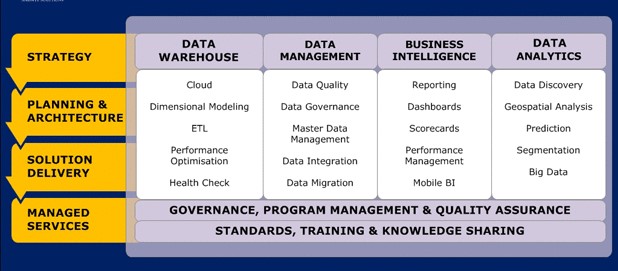 STRATEGY
PLANNING &
ARCHITECTURE
SOLUTION
DELIVERY
MANAGED
SERVICES
DATA
WAREHOUSE
Cloud
Dimensional Modeling
ETL
Performance
Optimisation
Health Check
DATA
MANAGEMENT
Data Quality
Data Governance
Master Data
Management
Data Integration
Data Migration
BUSINESS
INTELLIGENCE
Reporting
Dashboards
Scorecards
Performance
Management
Mobile BI
DATA
ANALYTICS
Data Discovery
Geospatial Analysis
Prediction
Segmentation
Big Data
GOVERNANCE, PROGRAM MANAGEMENT & QUALITY ASSURANCE
STANDARDS, TRAINING & KNOWLEDGE SHARING